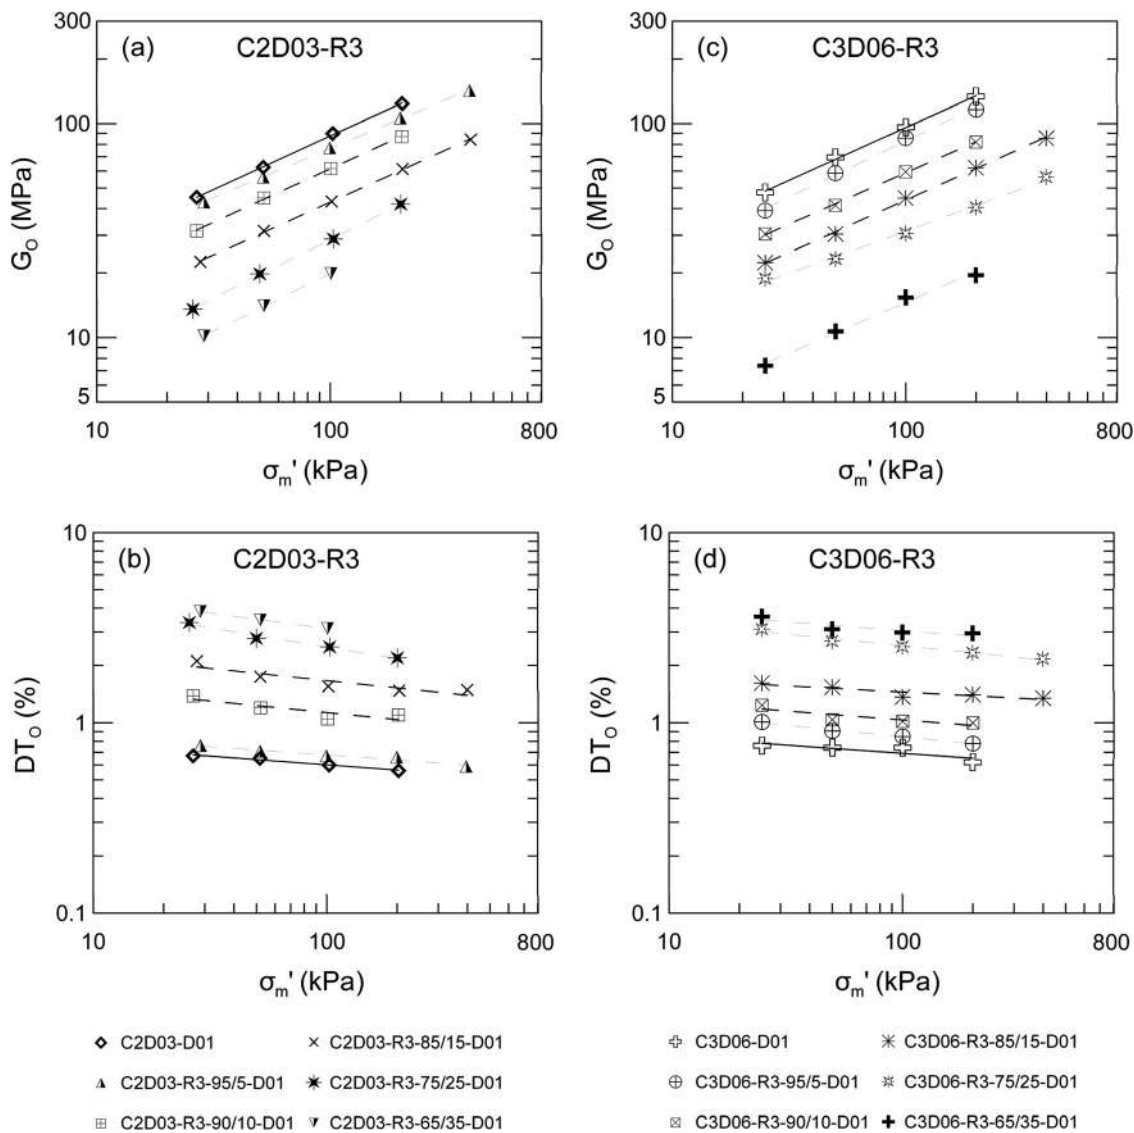 300
(a)
C2D03-R3
100
G_O (MPa)
10
5
10
100
800
σ_m' (kPa)
300
(c)
C3D06-R3
100
G_O (MPa)
10
5
10
100
800
σ_m' (kPa)
10
(b)
C2D03-R3
DT_O (%)
1
0.1
10
100
800
σ_m' (kPa)
10
(d)
C3D06-R3
DT_O (%)
1
0.1
10
100
800
σ_m' (kPa)
C2D03-D01
C2D03-R3-85/15-D01
C2D03-R3-95/5-D01
C2D03-R3-75/25-D01
C2D03-R3-90/10-D01
C2D03-R3-65/35-D01
C3D06-D01
C3D06-R3-85/15-D01
C3D06-R3-95/5-D01
C3D06-R3-75/25-D01
C3D06-R3-90/10-D01
C3D06-R3-65/35-D01